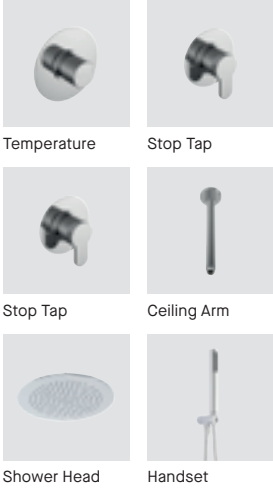 Temperature
Stop Tap
Stop Tap
Ceiling Arm
Shower Head
Handset